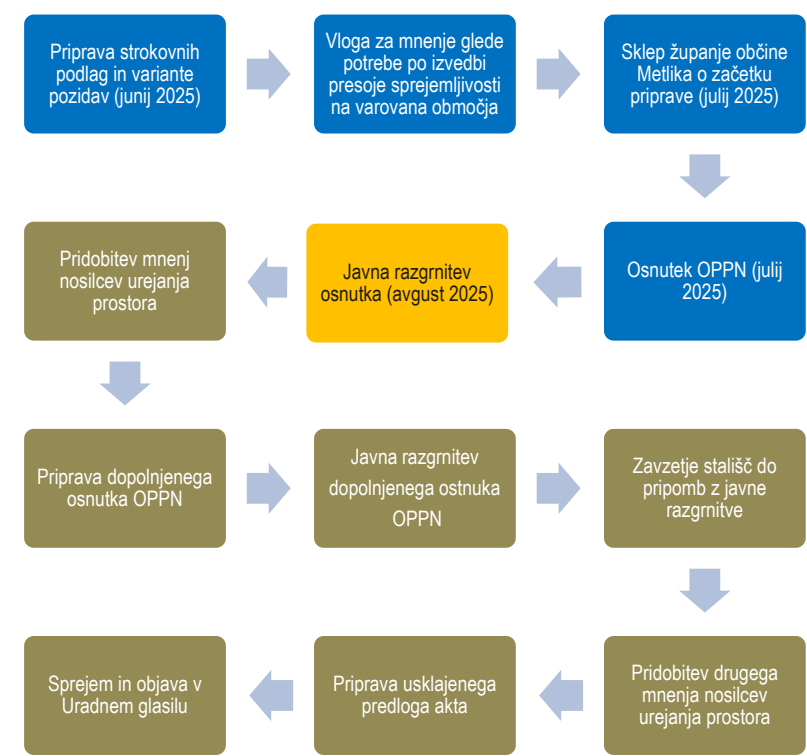 Priprava strokovnih
podlag in variante
pozidav (junij 2025)
Vloga za mnenje glede
potrebe po izvedbi
presoje sprejemljivosti
na varovana območja
Sklep županje občine
Metlika o začetku
priprave (julij 2025)
Osnutek OPPN (julij
2025)
Javna razgrnitev
osnutka (avgust 2025)
Pridobitev mnenj
nosilcev urejanja
prostora
Priprava dopolnjenega
osnutka OPPN
Javna razgrnitev
dopolnjenega ostnuka
OPPN
Zavzetje stališč do
pripomb z javne
razgrnitve
Pridobitev drugega
mnenja nosilcev
urejanja prostora
Priprava usklajenega
predloga akta
Sprejem in objava v
Uradnem glasilu